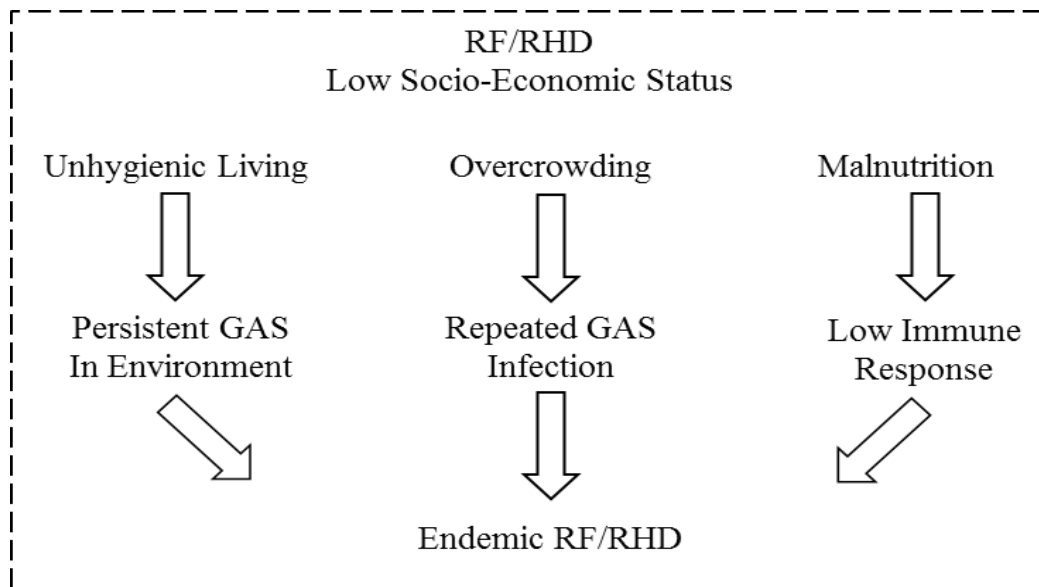 RF/RHD
Low Socio-Economic Status
Unhygienic Living
Overcrowding
Malnutrition
Persistent GAS
In Environment
Repeated GAS
Infection
Low Immune
Response
Endemic RF/RHD